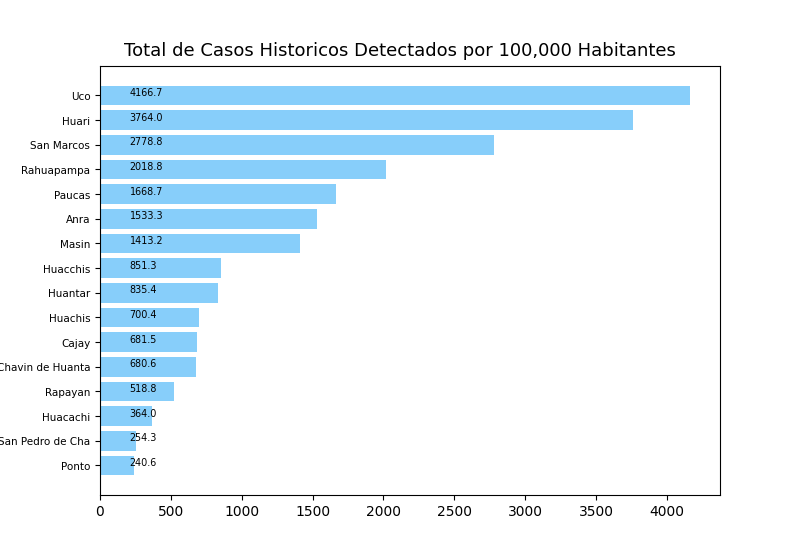 Total de Casos Historicos Detectados por 100,000 Habitantes
Uco 4166.7
Huari 3764.0
San Marcos 2778.8
Rahuapampa 2018.8
Paucas 1668.7
Anra 1533.3
Masin 1413.2
Huacchis 851.3
Huantar 835.4
Huachis 700.4
Cajay 681.5
Chavin de Huanta 680.6
Rapayan 518.8
Huacachi 364.0
San Pedro de Cha 254.3
Ponto 240.6
0 500 1000 1500 2000 2500 3000 3500 4000